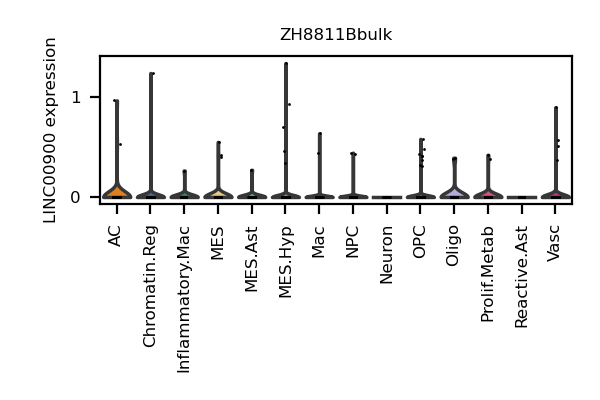 ZH8811Bbulk
LINC00900 expression
1
0
AC
Chromatin.Reg
Inflammatory.Mac
MES
MES.Ast
MES.Hyp
Mac
NPC
Neuron
OPC
Oligo
Prolif.Metab
Reactive.Ast
Vasc